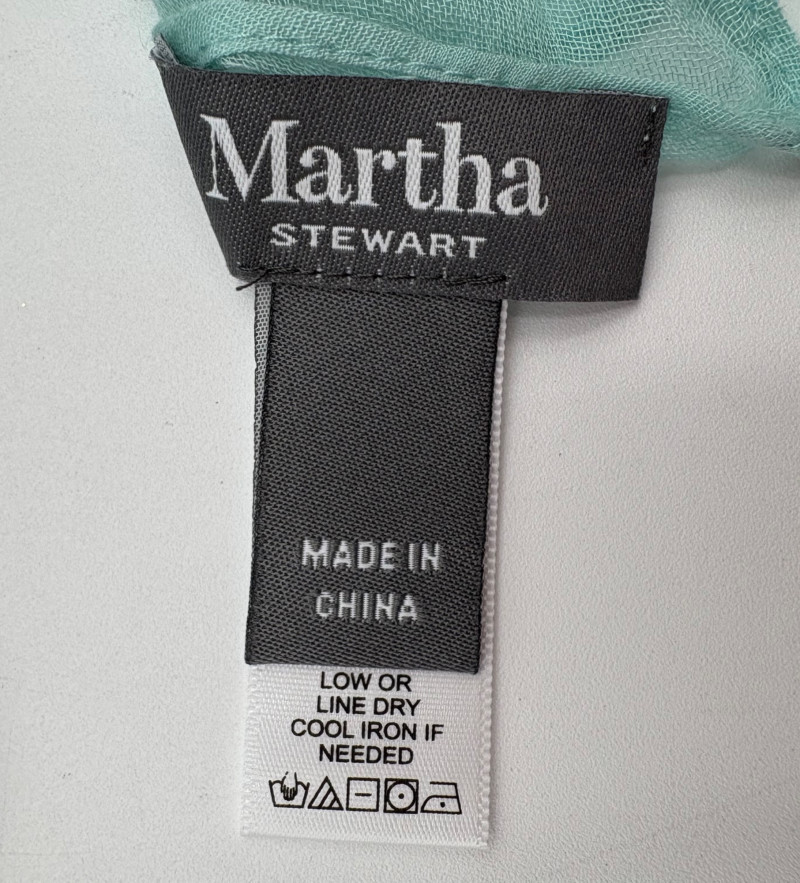 Martha
STEWART
MADE IN
CHINA
LOW OR
LINE DRY
COOL IRON IF
NEEDED